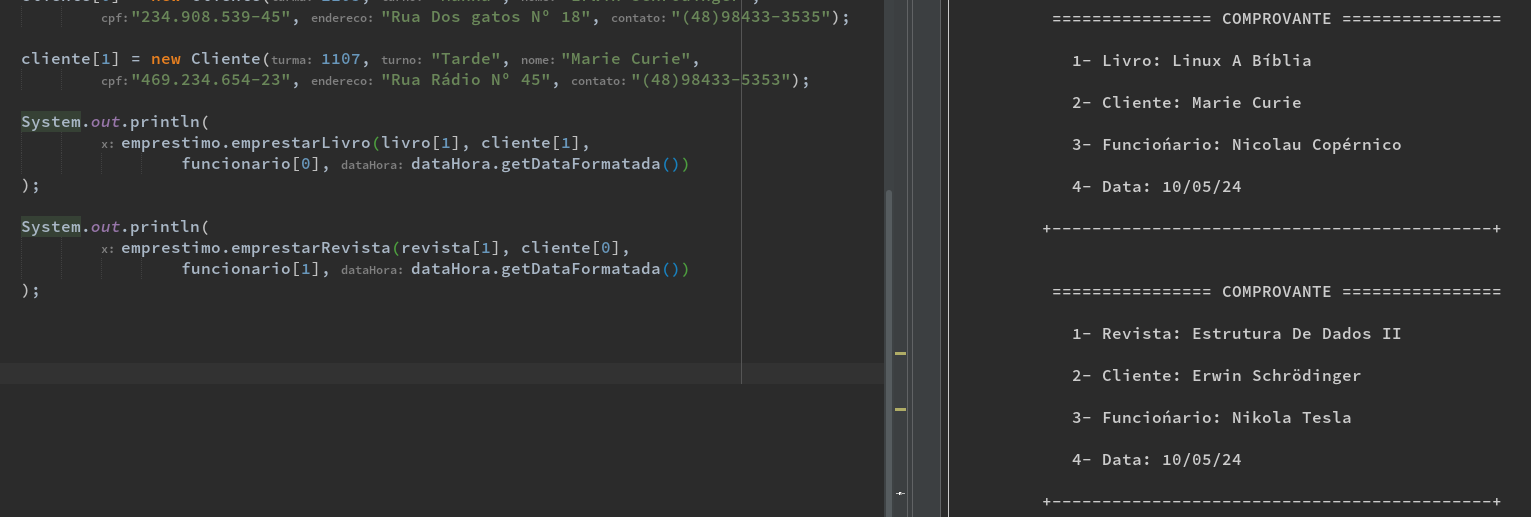 cpf: "234.908.539-45", endereco: "Rua Dos gatos Nº 18", contato: "(48)98433-3535");
cliente[1] = new Cliente( turma: 1107, turno: "Tarde", nome: "Marie Curie",
cpf: "469.234.654-23", endereco: "Rua Rádio Nº 45", contato: "(48)98433-5353");
System.out.println(
x: emprestimo.emprestarLivro(livro[1], cliente[1],
funcionario[0], dataHora: dataHora.getDataFormatada())
);
System.out.println(
x: emprestimo.emprestarRevista(revista[1], cliente[0],
funcionario[1], dataHora: dataHora.getDataFormatada())
);
================ COMPROVANTE ================
1- Livro: Linux A Bíblia
2- Cliente: Marie Curie
3- Funciońario: Nicolau Copérnico
4- Data: 10/05/24
+--------------------------------------------+
================ COMPROVANTE ================
1- Revista: Estrutura De Dados II
2- Cliente: Erwin Schrödinger
3- Funciońario: Nikola Tesla
4- Data: 10/05/24
+--------------------------------------------+